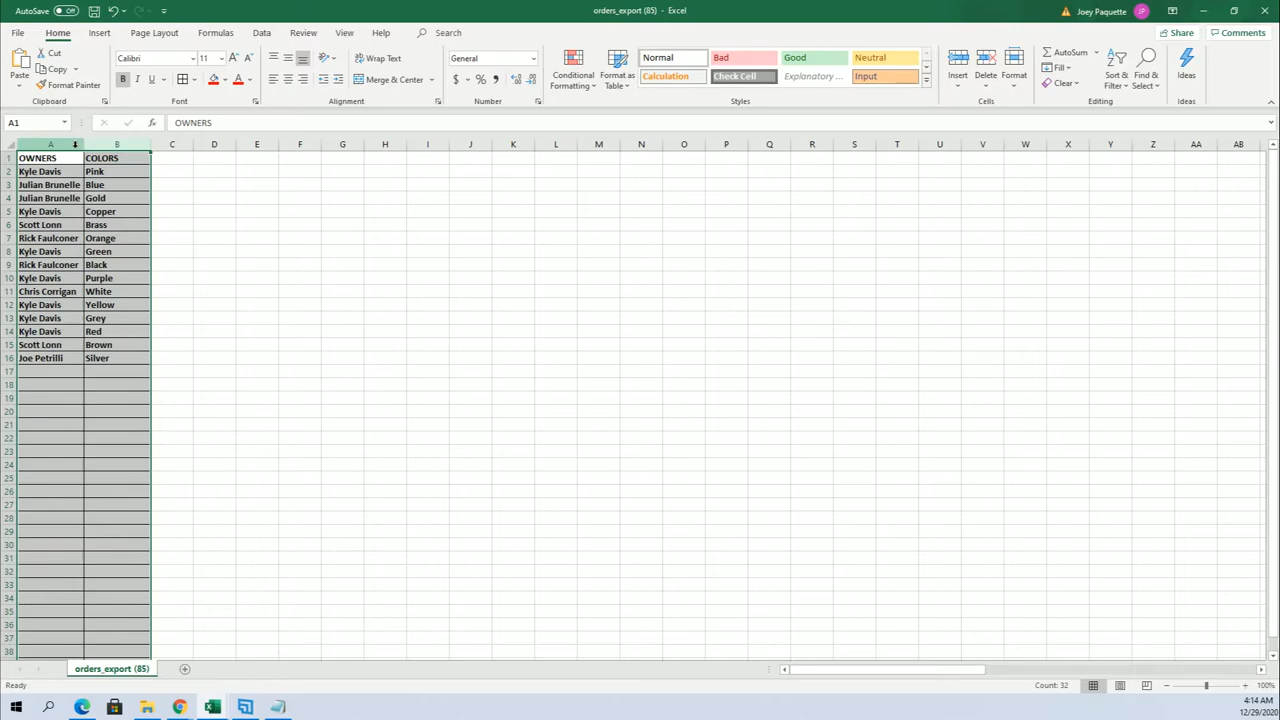 AutoSave Off orders_export (85) - Excel Joey Paquette JP
File Home Insert Page Layout Formulas Data Review View Help Search Share Comments
Paste Cut Copy Format Painter Clipboard
Calibri 11 A A B I U A Font
Wrap Text Merge & Center Alignment
General $ % , Number
Conditional Formatting Format as Table
Normal Bad Good Neutral
Calculation Check Cell Explanatory ... Input
Styles
Insert Delete Format Cells
AutoSum Fill Clear Sort & Filter Find & Select Editing
Ideas Ideas
A1 fx OWNERS
A B C D E F G H I J K L M N O P Q R S T U V W X Y Z AA AB
1 OWNERS COLORS
2 Kyle Davis Pink
3 Julian Brunelle Blue
4 Julian Brunelle Gold
5 Kyle Davis Copper
6 Scott Lonn Brass
7 Rick Faulconer Orange
8 Kyle Davis Green
9 Rick Faulconer Black
10 Kyle Davis Purple
11 Chris Corrigan White
12 Kyle Davis Yellow
13 Kyle Davis Grey
14 Kyle Davis Red
15 Scott Lonn Brown
16 Joe Petrilli Silver
17
18
19
20
21
22
23
24
25
26
27
28
29
30
31
32
33
34
35
36
37
38
orders_export (85)
Ready Count: 32 100%
4:14 AM
12/29/2020